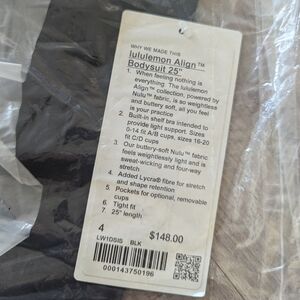 WHY WE MADE THIS
lululemon Align™
Bodysuit 25"
1. When feeling nothing is
everything. The lululemon
Align™ collection, powered by
Nulu™ fabric, is so weightless
and buttery soft, all you feel
is your practice
2. Built-in shelf bra intended to
provide light support. Sizes
0-14 fit A/B cups, sizes 16-20
fit C/D cups
3. Our buttery-soft Nulu™ fabric
feels weightlessly light and is
sweat-wicking and four-way
stretch
4. Added Lycra® fibre for stretch
and shape retention
5. Pockets for optional, removable
cups
6. Tight fit
7. 25" length
4 $148.00
LW1DSIS BLK
000143750196